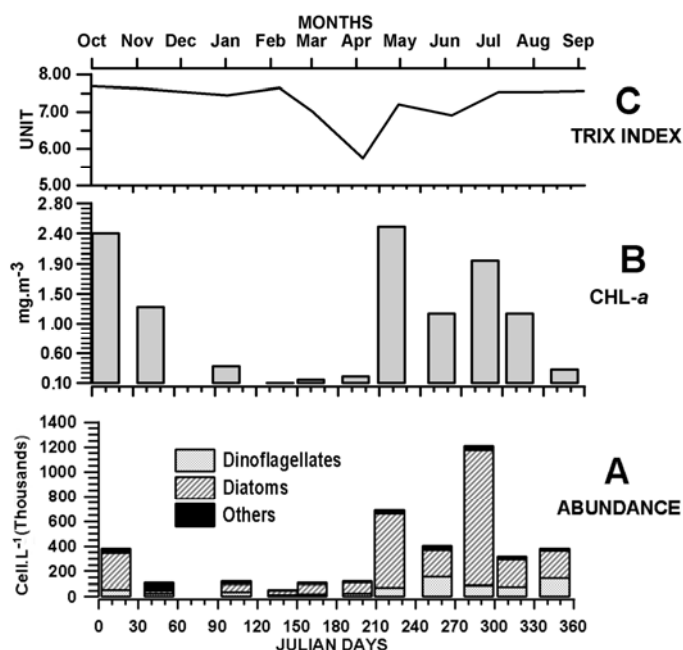 MONTHS
Oct Nov Dec Jan Feb Mar Apr May Jun Jul Aug Sep
8.00
7.00
6.00
5.00
UNIT
C
TRIX INDEX
2.80
2.40
1.90
1.50
1.00
0.60
0.10
mg.m⁻³
B
CHL-a
1400
1200
1000
800
600
400
200
0
Cell.L⁻¹ (Thousands)
Dinoflagellates
Diatoms
Others
A
ABUNDANCE
0 30 60 90 120 150 180 210 240 270 300 330 360
JULIAN DAYS